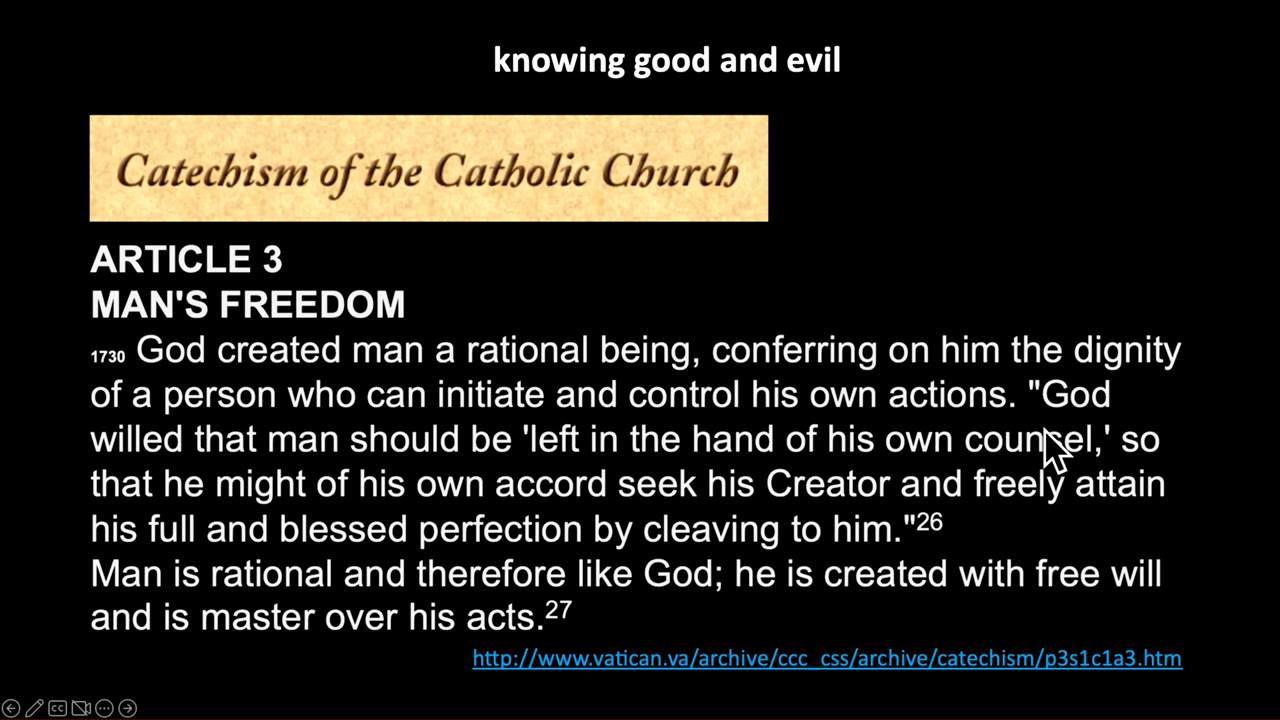 knowing good and evil
Catechism of the Catholic Church
ARTICLE 3
MAN'S FREEDOM
1730 God created man a rational being, conferring on him the dignity
of a person who can initiate and control his own actions. "God
willed that man should be 'left in the hand of his own counsel,' so
that he might of his own accord seek his Creator and freely attain
his full and blessed perfection by cleaving to him."26
Man is rational and therefore like God; he is created with free will
and is master over his acts.27
http://www.vatican.va/archive/ccc_css/archive/catechism/p3s1c1a3.htm